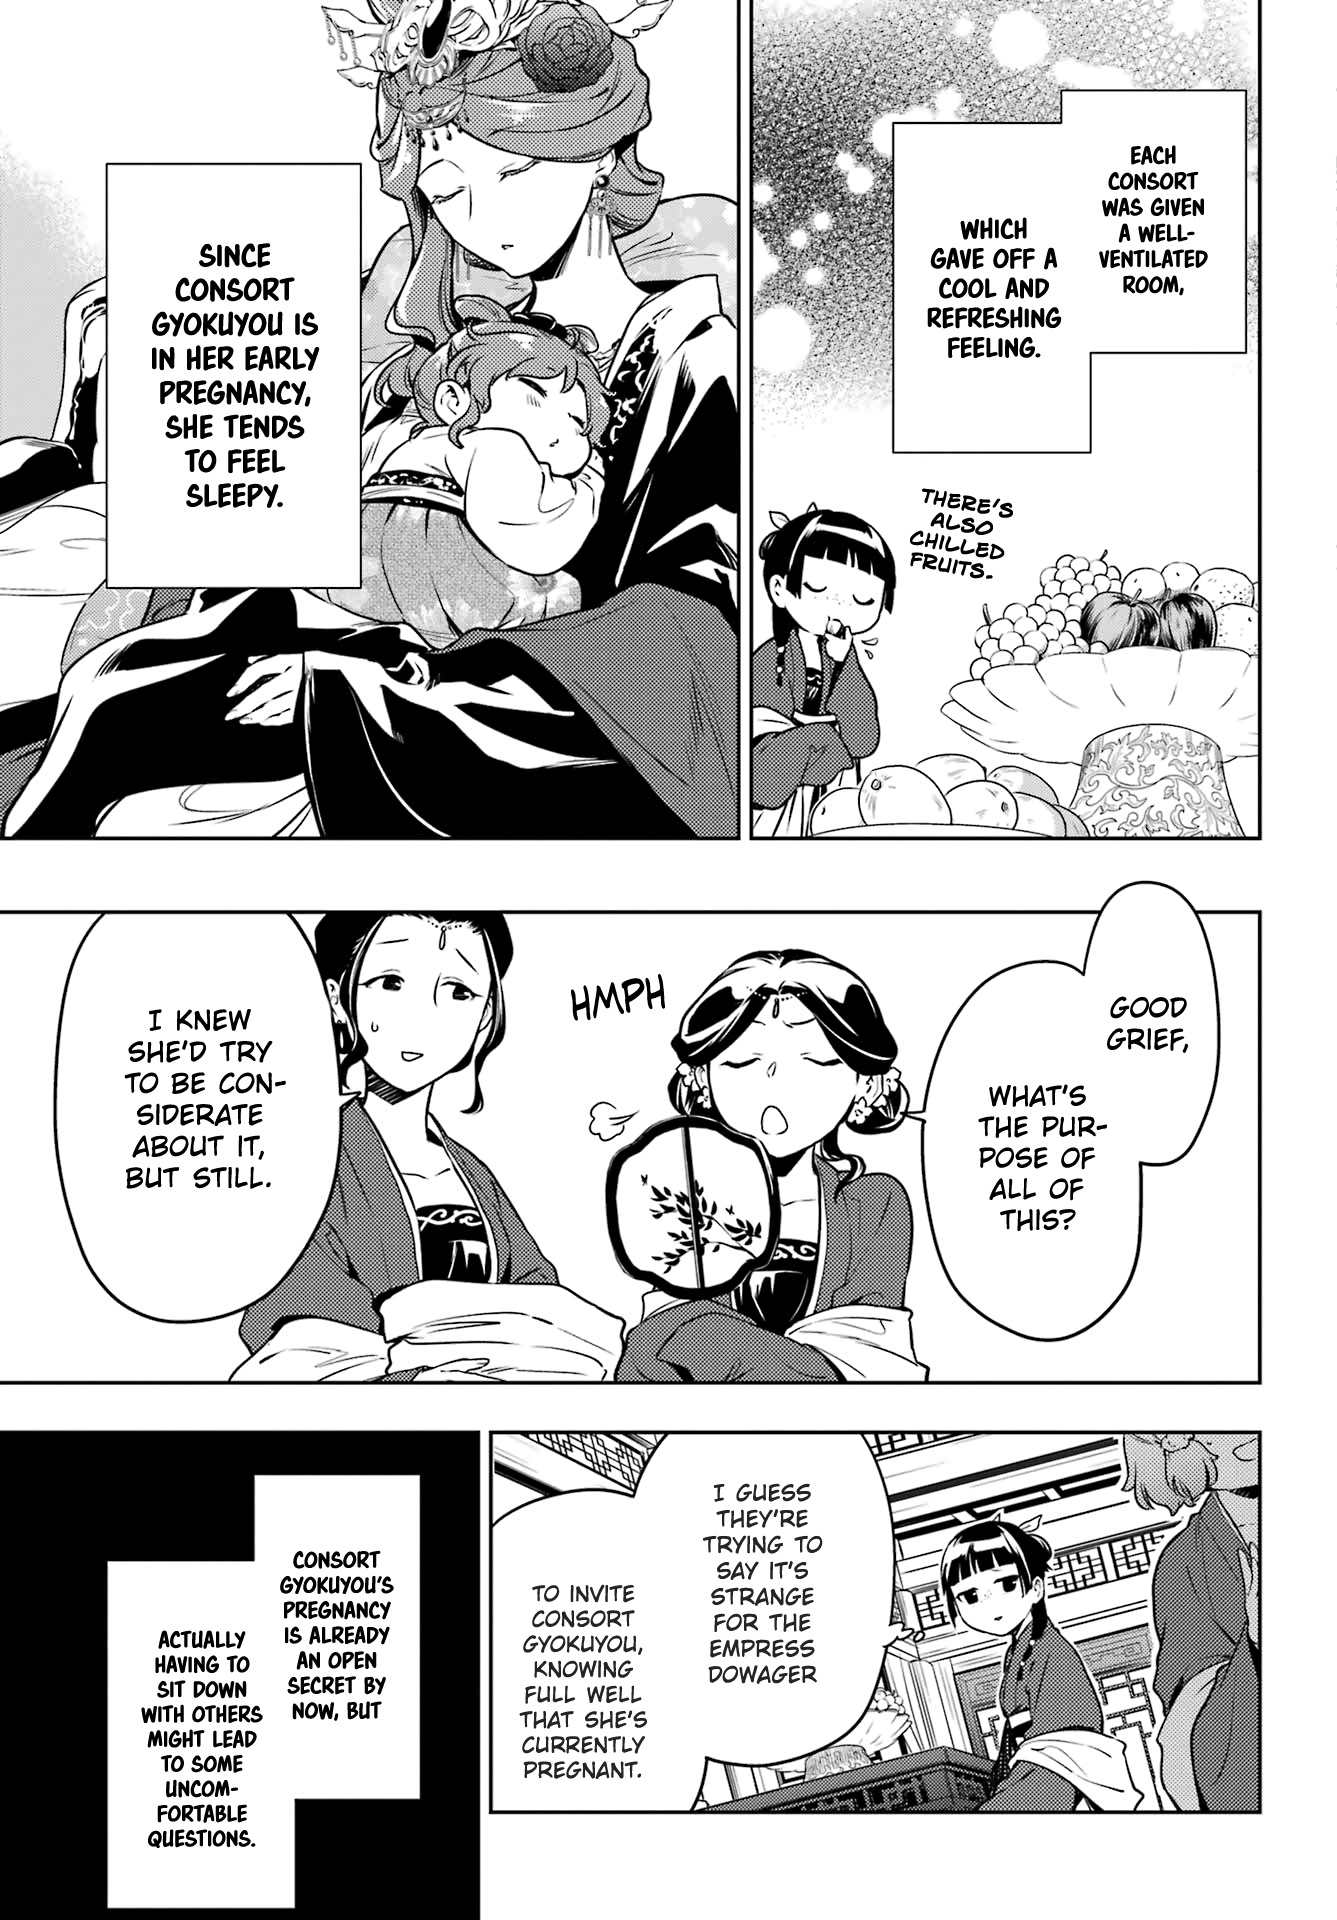 EACH
CONSORT
WAS GIVEN
A WELL-
VENTILATED
ROOM,
WHICH
GAVE OFF A
COOL AND
REFRESHING
FEELING.
THERE'S
ALSO
CHILLED
FRUITS.
SINCE
CONSORT
GYOKUYOU IS
IN HER EARLY
PREGNANCY,
SHE TENDS
TO FEEL
SLEEPY.
GOOD
GRIEF,
WHAT'S
THE PUR-
POSE OF
ALL OF
THIS?
HMPH
I KNEW
SHE'D TRY
TO BE CON-
SIDERATE
ABOUT IT,
BUT STILL.
I GUESS
THEY'RE
TRYING TO
SAY IT'S
STRANGE
FOR THE
EMPRESS
DOWAGER
TO INVITE
CONSORT
GYOKUYOU,
KNOWING
FULL WELL
THAT SHE'S
CURRENTLY
PREGNANT.
CONSORT
GYOKUYOU'S
PREGNANCY
IS ALREADY
AN OPEN
SECRET BY
NOW, BUT
ACTUALLY
HAVING TO
SIT DOWN
WITH OTHERS
MIGHT LEAD
TO SOME
UNCOM-
FORTABLE
QUESTIONS.